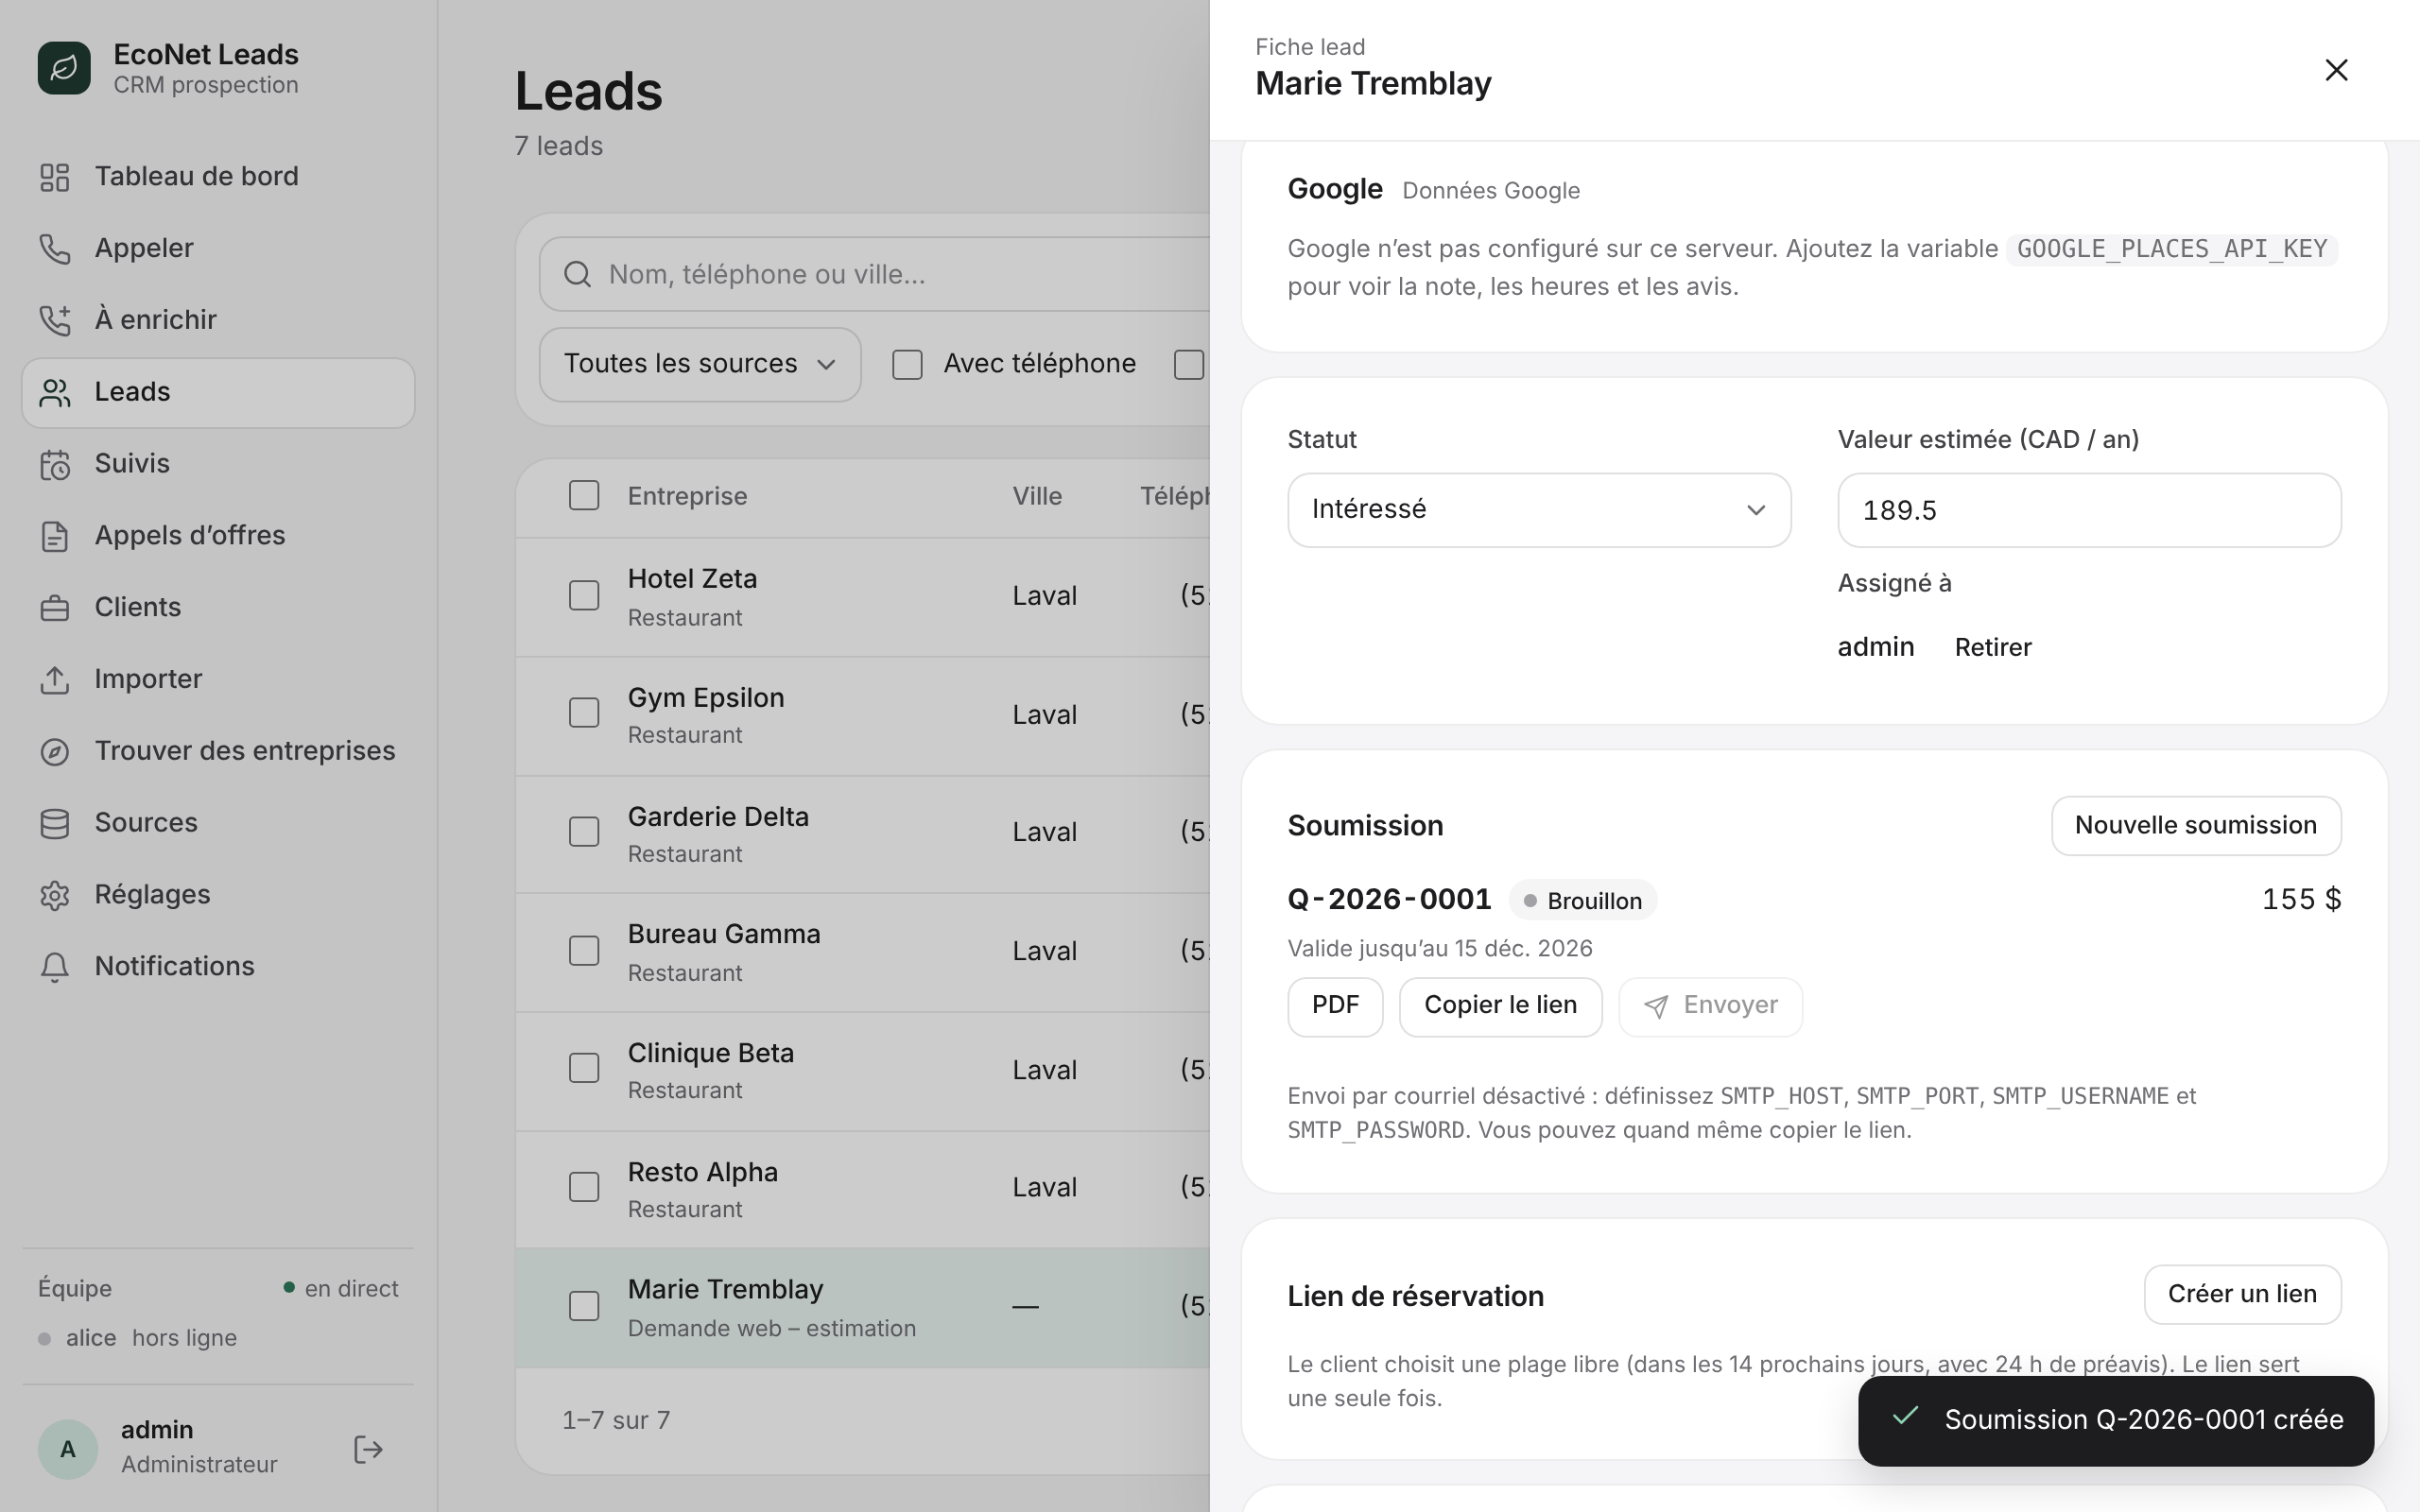 EcoNet Leads
CRM prospection
Tableau de bord
Appeler
À enrichir
Leads
Suivis
Appels d’offres
Clients
Importer
Trouver des entreprises
Sources
Réglages
Notifications
Équipe
en direct
alice hors ligne
A
admin
Administrateur
Leads
7 leads
Nom, téléphone ou ville...
Toutes les sources
Avec téléphone
Entreprise Ville Téléph
Hotel Zeta
Restaurant
Laval (5
Gym Epsilon
Restaurant
Laval (5
Garderie Delta
Restaurant
Laval (5
Bureau Gamma
Restaurant
Laval (5
Clinique Beta
Restaurant
Laval (5
Resto Alpha
Restaurant
Laval (5
Marie Tremblay
Demande web – estimation
— (5
1–7 sur 7
Fiche lead
Marie Tremblay
Google Données Google
Google n’est pas configuré sur ce serveur. Ajoutez la variable GOOGLE_PLACES_API_KEY
pour voir la note, les heures et les avis.
Statut
Intéressé
Valeur estimée (CAD / an)
189.5
Assigné à
admin Retirer
Soumission
Nouvelle soumission
Q-2026-0001 Brouillon 155 $
Valide jusqu’au 15 déc. 2026
PDF Copier le lien Envoyer
Envoi par courriel désactivé : définissez SMTP_HOST, SMTP_PORT, SMTP_USERNAME et
SMTP_PASSWORD. Vous pouvez quand même copier le lien.
Lien de réservation
Créer un lien
Le client choisit une plage libre (dans les 14 prochains jours, avec 24 h de préavis). Le lien sert
une seule fois.
Soumission Q-2026-0001 créée